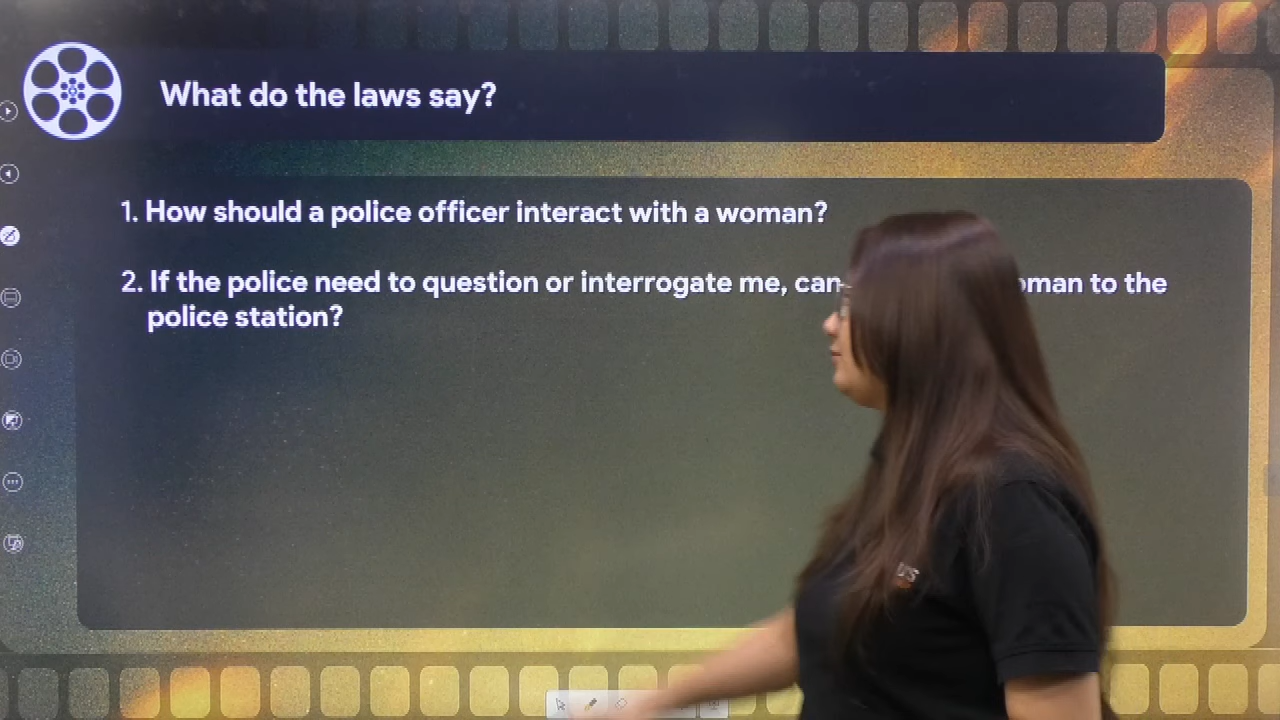 What do the laws say?
1. How should a police officer interact with a woman?
2. If the police need to question or interrogate me, can to the
police station?